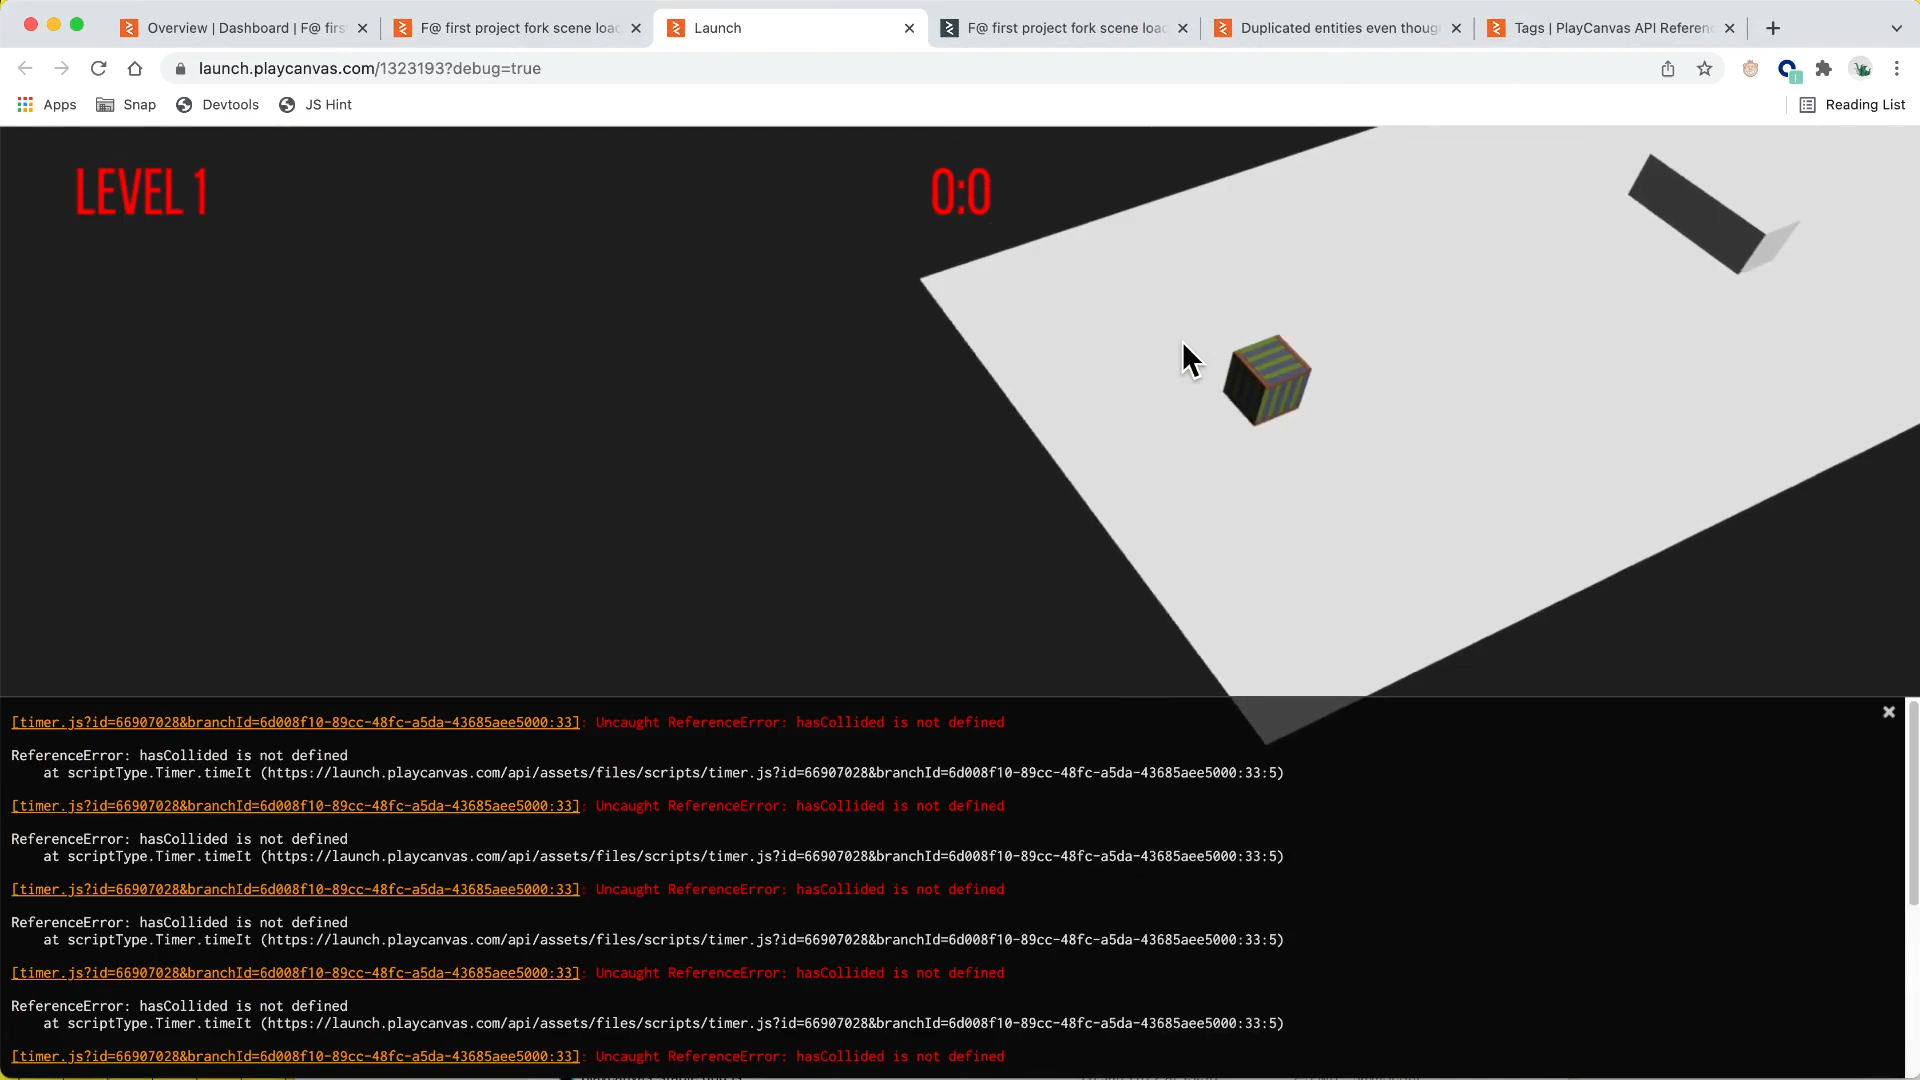 Overview | Dashboard | F@ firs
F@ first project fork scene loa
Launch
F@ first project fork scene loa
Duplicated entities even thoug
Tags | PlayCanvas API Referen
launch.playcanvas.com/1323193?debug=true
Apps
Snap
Devtools
JS Hint
Reading List
LEVEL 1
0:0
[timer.js?id=66907028&branchId=6d008f10-89cc-48fc-a5da-43685aee5000:33]: Uncaught ReferenceError: hasCollided is not defined
ReferenceError: hasCollided is not defined
at scriptType.Timer.timeIt (https://launch.playcanvas.com/api/assets/files/scripts/timer.js?id=66907028&branchId=6d008f10-89cc-48fc-a5da-43685aee5000:33:5)
[timer.js?id=66907028&branchId=6d008f10-89cc-48fc-a5da-43685aee5000:33]: Uncaught ReferenceError: hasCollided is not defined
ReferenceError: hasCollided is not defined
at scriptType.Timer.timeIt (https://launch.playcanvas.com/api/assets/files/scripts/timer.js?id=66907028&branchId=6d008f10-89cc-48fc-a5da-43685aee5000:33:5)
[timer.js?id=66907028&branchId=6d008f10-89cc-48fc-a5da-43685aee5000:33]: Uncaught ReferenceError: hasCollided is not defined
ReferenceError: hasCollided is not defined
at scriptType.Timer.timeIt (https://launch.playcanvas.com/api/assets/files/scripts/timer.js?id=66907028&branchId=6d008f10-89cc-48fc-a5da-43685aee5000:33:5)
[timer.js?id=66907028&branchId=6d008f10-89cc-48fc-a5da-43685aee5000:33]: Uncaught ReferenceError: hasCollided is not defined
ReferenceError: hasCollided is not defined
at scriptType.Timer.timeIt (https://launch.playcanvas.com/api/assets/files/scripts/timer.js?id=66907028&branchId=6d008f10-89cc-48fc-a5da-43685aee5000:33:5)
[timer.js?id=66907028&branchId=6d008f10-89cc-48fc-a5da-43685aee5000:33]: Uncaught ReferenceError: hasCollided is not defined